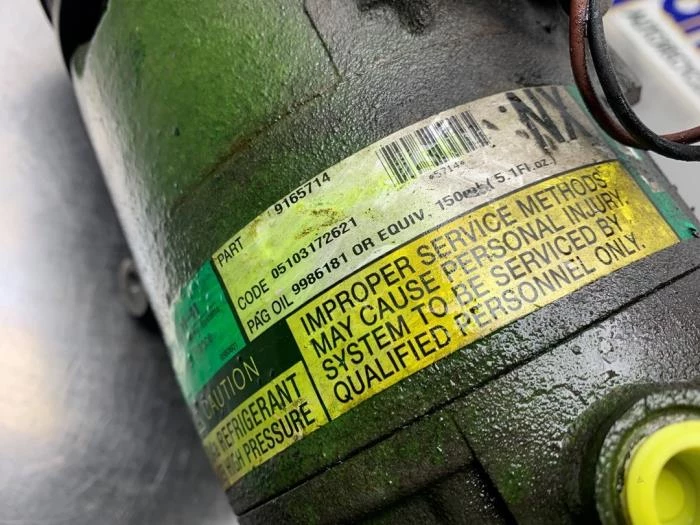 PART 9165714
*5714*
NX
CODE 05103172621
PAG OIL 9986181 OR EQUIV. 150ml (5.1Fl.oz.)
CAUTION
REFRIGERANT
HIGH PRESSURE
IMPROPER SERVICE METHODS
MAY CAUSE PERSONAL INJURY.
SYSTEM TO BE SERVICED BY
QUALIFIED PERSONNEL ONLY.